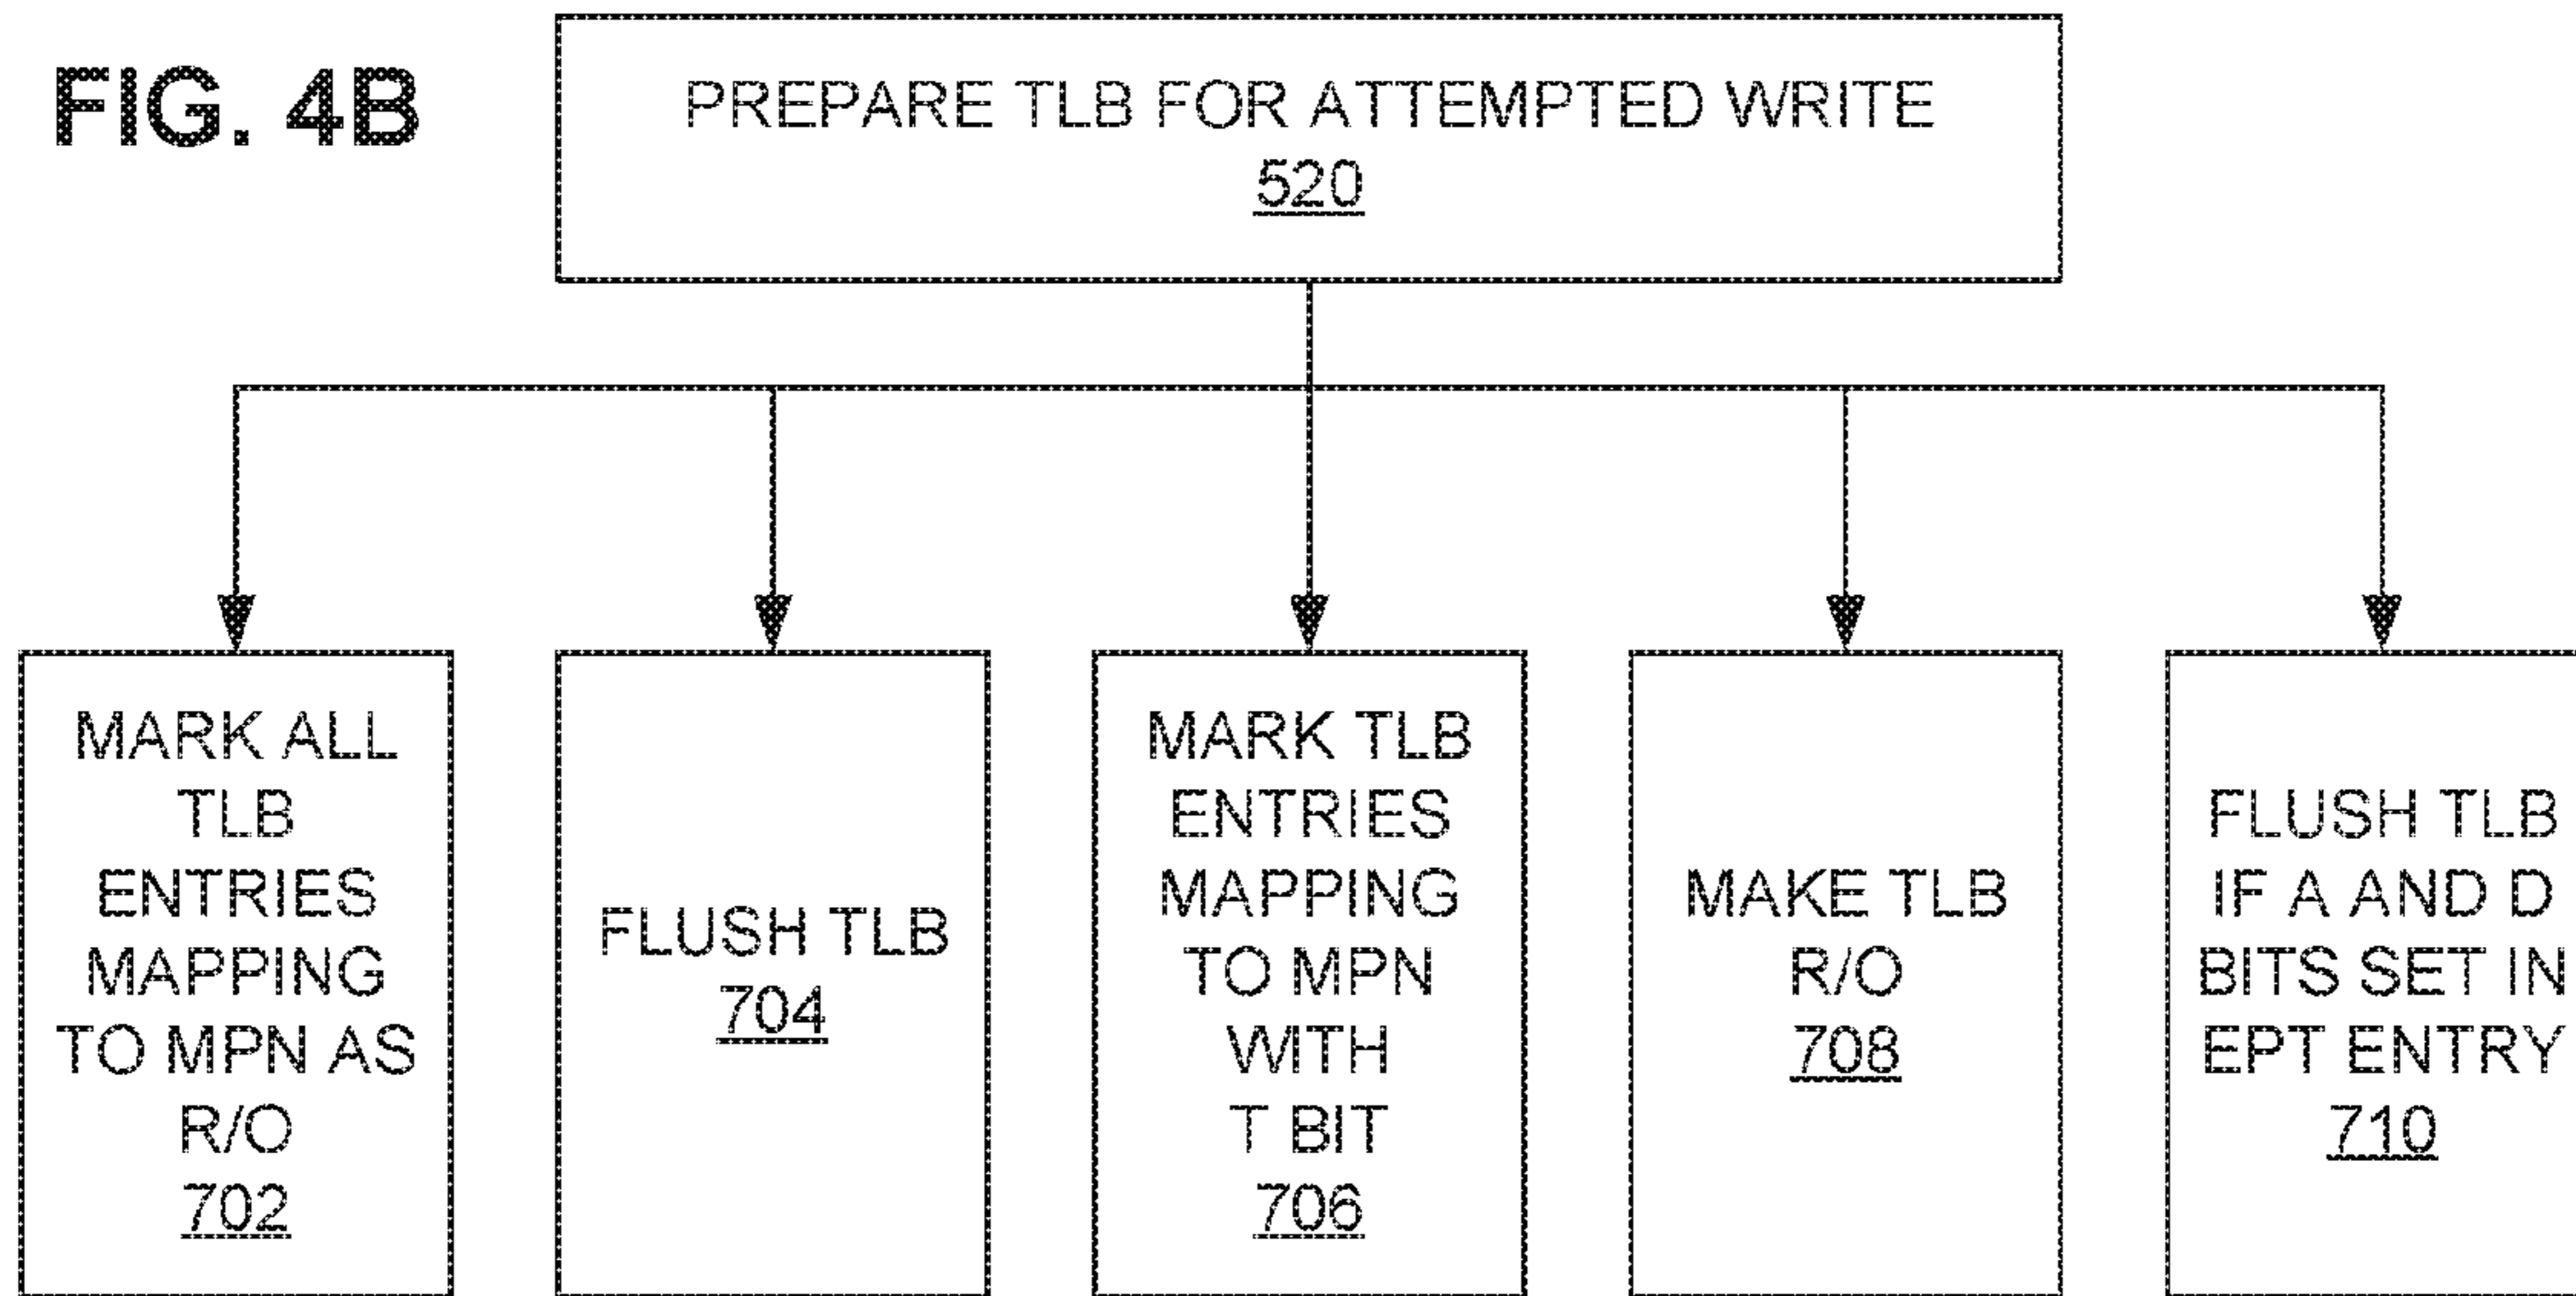 FIG. 4B
PREPARE TLB FOR ATTEMPTED WRITE
520
MARK ALL
TLB
ENTRIES
MAPPING
TO MPN AS
R/O
702
FLUSH TLB
704
MARK TLB
ENTRIES
MAPPING
TO MPN
WITH
T BIT
706
MAKE TLB
R/O
708
FLUSH TLB
IF A AND D
BITS SET IN
EPT ENTRY
710